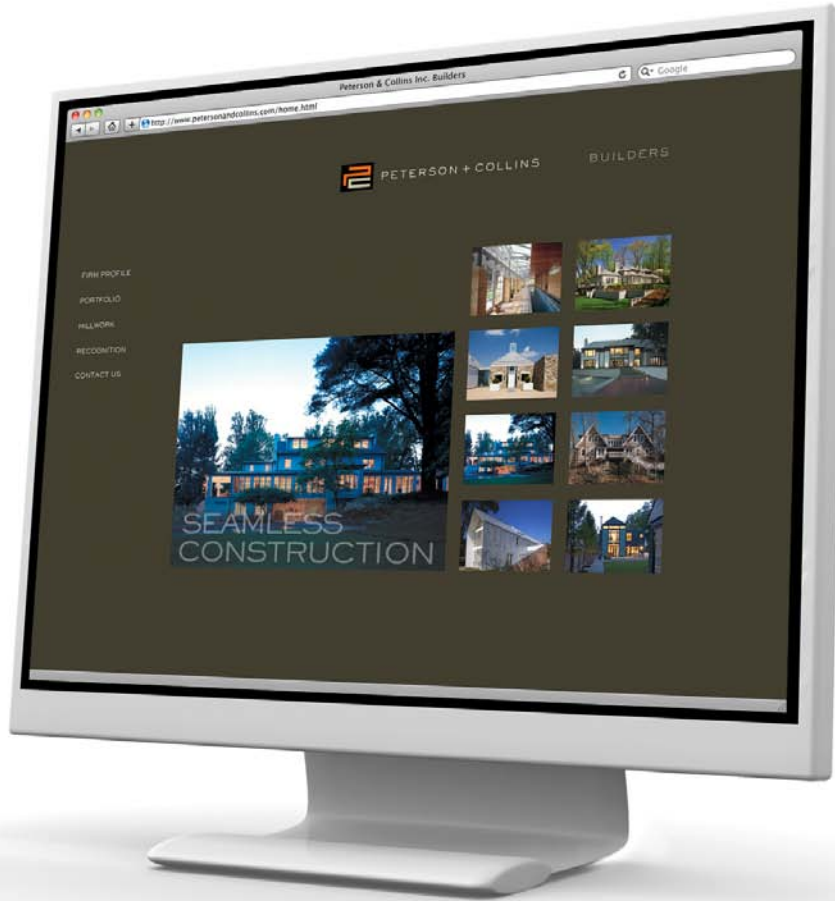 Peterson & Collins Inc. Builders
http://www.petersonandcollins.com/home.html
Google
PETERSON + COLLINS BUILDERS
FIRM PROFILE
PORTFOLIO
MILLWORK
RECOGNITION
CONTACT US
SEAMLESS
CONSTRUCTION